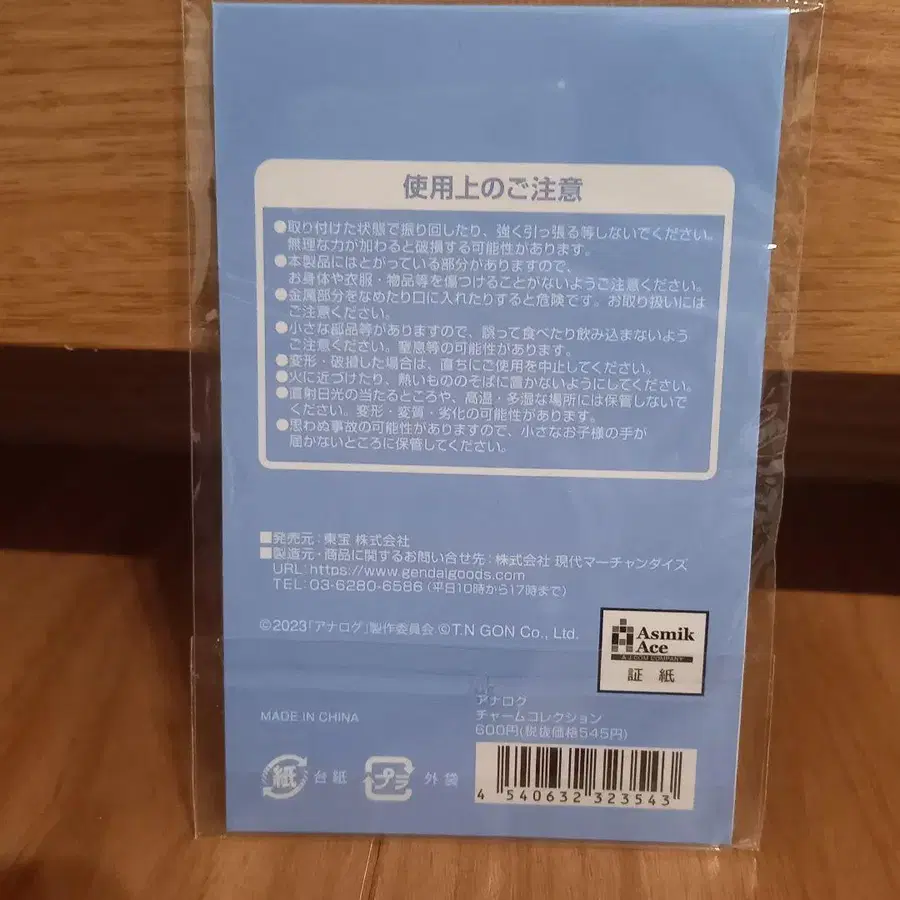 使用上のご注意
●取り付けた状態で振り回したり、強く引っ張る等しないでください。
無理な力が加わると破損する可能性があります。
●本製品にはとがっている部分がありますので、
お身体や衣服・物品等を傷つけることがないようご注意ください。
●金属部分をなめたり口に入れたりすると危険です。お取り扱いには
ご注意ください。
●小さな部品等がありますので、誤って食べたり飲み込まないよう
ご注意ください。窒息等の可能性があります。
●変形・破損した場合は、直ちにご使用を中止してください。
●火に近づけたり、熱いもののそばに置かないようにしてください。
●直射日光の当たるところや、高温・多湿な場所には保管しないで
ください。変形・変質・劣化の可能性があります。
●思わぬ事故の可能性がありますので、小さなお子様の手が
届かないところに保管してください。
■発売元:東宝 株式会社
■製造元・商品に関するお問い合せ先:株式会社 現代マーチャンダイズ
URL:https://www.gendaigoods.com
TEL:03-6280-6586(平日10時から17時まで)
©2023「アナログ」製作委員会 ©T.N GON Co., Ltd.
Asmik
Ace
A J:COM COMPANY
証紙
アナログ
チャームコレクション
600円(税抜価格545円)
MADE IN CHINA
紙 台紙 プラ 外袋
4 540632 323543